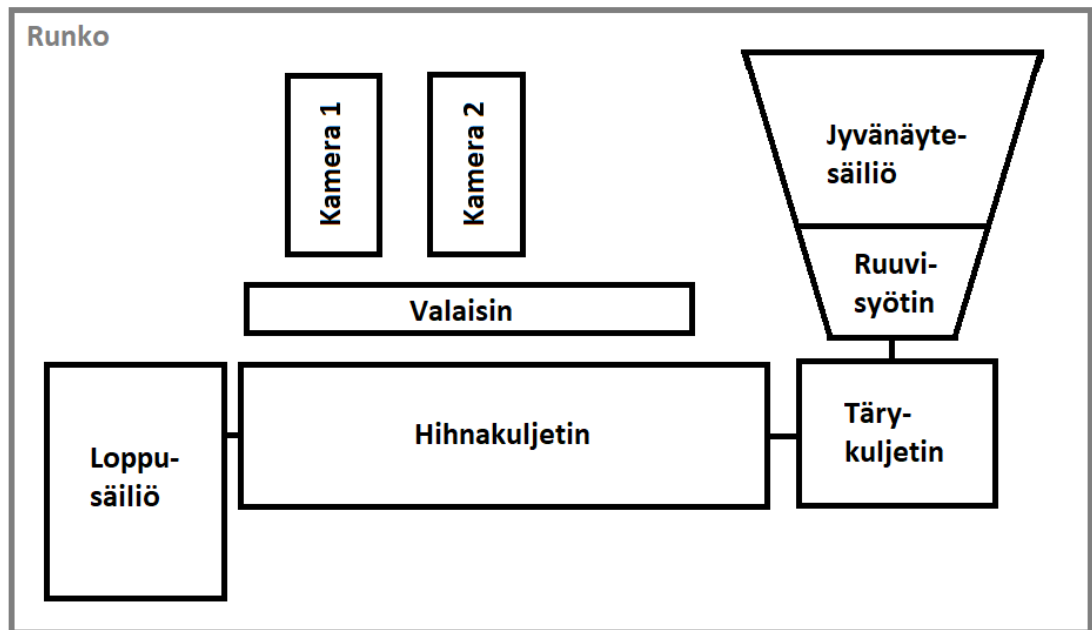 Runko
Kamera 1
Kamera 2
Jyvänäyte-
säiliö
Ruuvi-
syötin
Valaisin
Loppu-
säiliö
Hihnakuljetin
Täry-
kuljetin